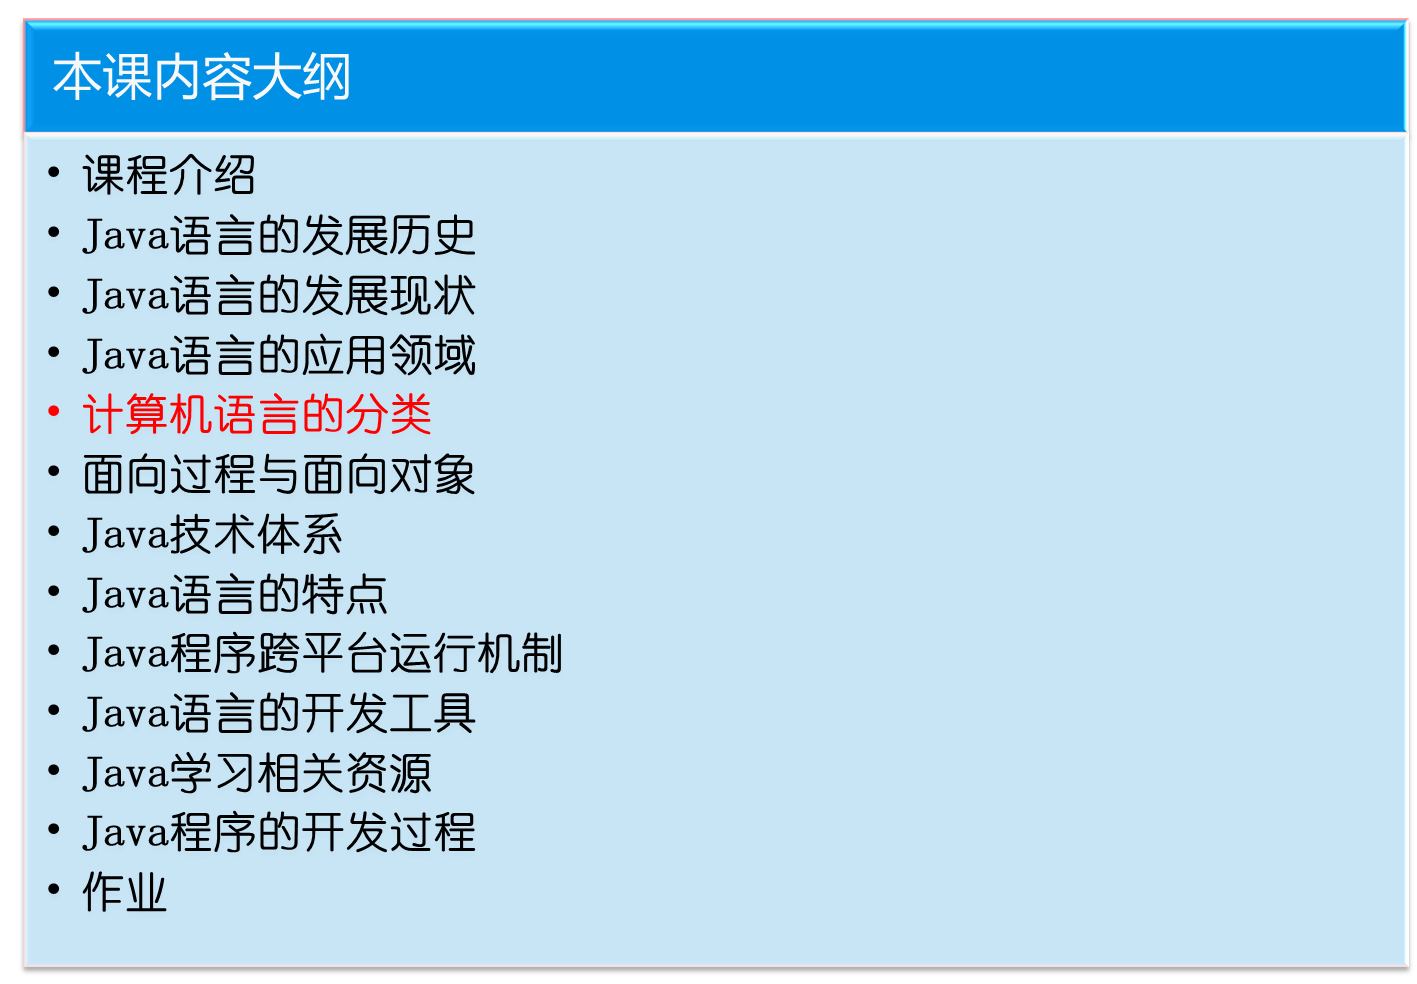 本课内容大纲
• 课程介绍
• Java语言的发展历史
• Java语言的发展现状
• Java语言的应用领域
• 计算机语言的分类
• 面向过程与面向对象
• Java技术体系
• Java语言的特点
• Java程序跨平台运行机制
• Java语言的开发工具
• Java学习相关资源
• Java程序的开发过程
• 作业